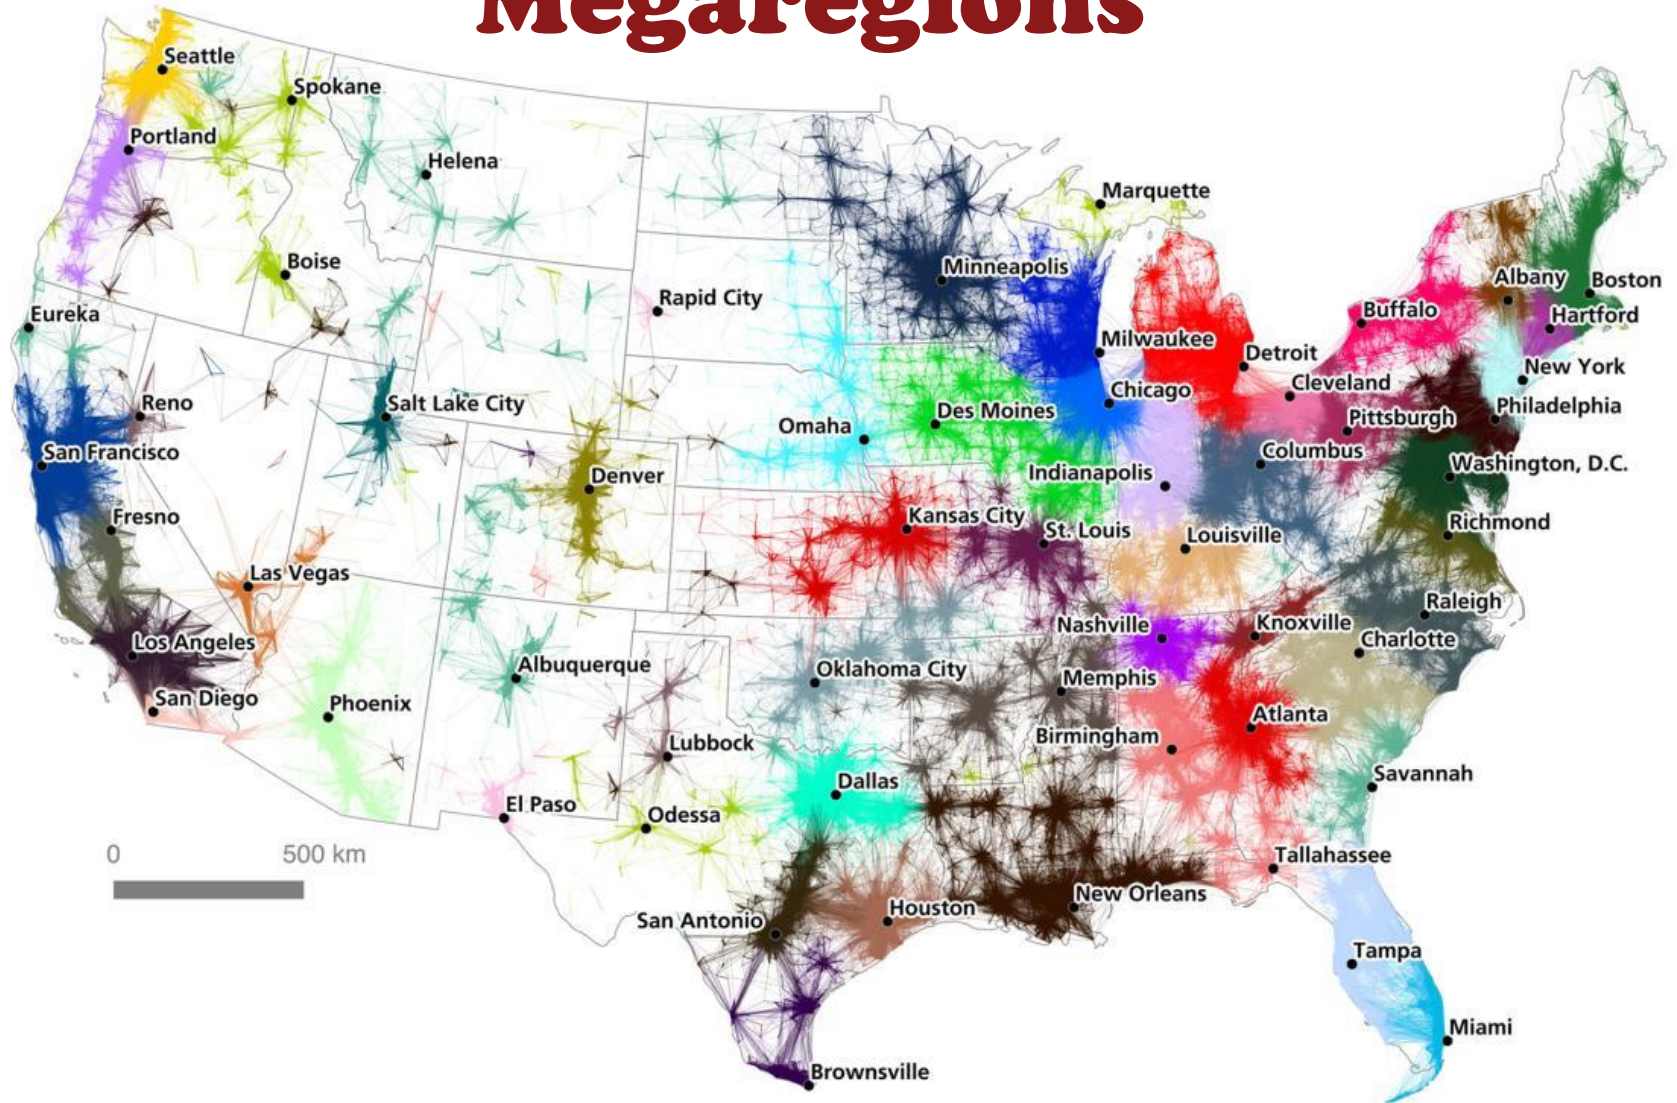 Megaregions
Seattle
Spokane
Portland
Helena
Marquette
Boise
Minneapolis
Albany
Boston
Rapid City
Buffalo
Hartford
Eureka
Milwaukee
Detroit
New York
Cleveland
Chicago
Reno
Salt Lake City
Des Moines
Philadelphia
Pittsburgh
Omaha
San Francisco
Columbus
Washington, D.C.
Denver
Indianapolis
Fresno
Kansas City
St. Louis
Louisville
Richmond
Las Vegas
Raleigh
Nashville
Knoxville
Charlotte
Los Angeles
Albuquerque
Oklahoma City
Memphis
San Diego
Phoenix
Atlanta
Birmingham
Lubbock
Dallas
Savannah
El Paso
Odessa
0 500 km
Tallahassee
New Orleans
San Antonio
Houston
Tampa
Miami
Brownsville